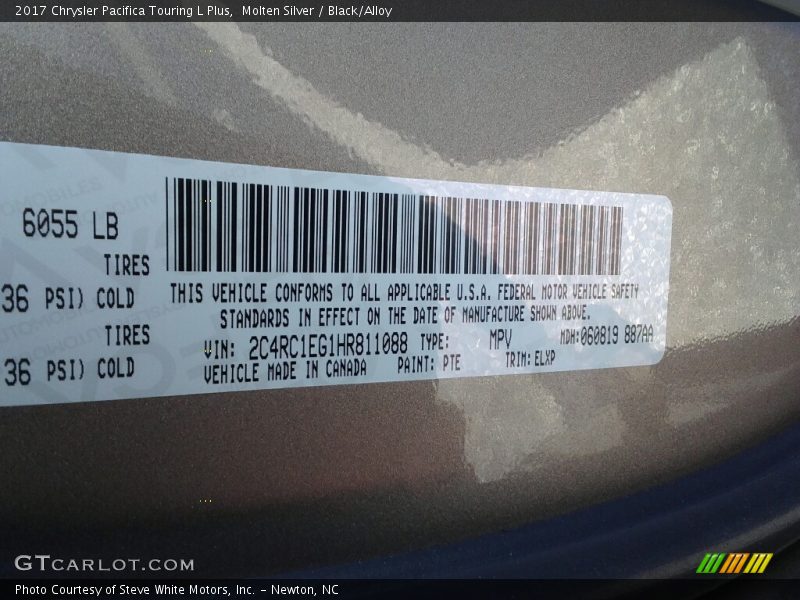 2017 Chrysler Pacifica Touring L Plus,  Molten Silver / Black/Alloy
6055 LB
TIRES
36 PSI) COLD
TIRES
36 PSI) COLD
THIS VEHICLE CONFORMS TO ALL APPLICABLE U.S.A. FEDERAL MOTOR VEHICLE SAFETY
STANDARDS IN EFFECT ON THE DATE OF MANUFACTURE SHOWN ABOVE.
VIN: 2C4RC1EG1HR811088 TYPE: MPV MDH:060819 887AA
VEHICLE MADE IN CANADA PAINT: PTE TRIM: ELXP
GTCARLOT.COM
Photo Courtesy of Steve White Motors, Inc. – Newton, NC